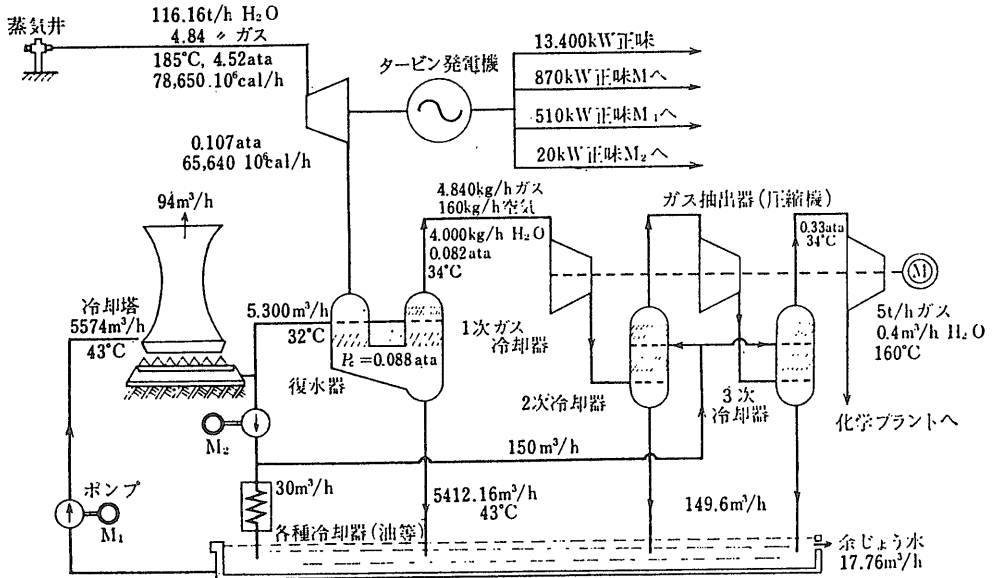 蒸気井
116.16t/h H₂O
4.84 〃 ガス
185°C, 4.52ata
78,650.10⁶cal/h
タービン発電機
13.400kW正味
870kW正味Mへ
510kW正味M₁へ
20kW正味M₂へ
0.107ata
65,640 10⁶cal/h
94m³/h
4.840kg/hガス
160kg/h空気
4.000kg/h H₂O
0.082ata
34°C
ガス抽出器(圧縮機)
0.33ata
34°C
M
冷却塔
5574m³/h
43°C
5.300m³/h
32°C
Pc=0.088ata
復水器
1次ガス
冷却器
2次冷却器
3次
冷却器
5t/hガス
0.4m³/h H₂O
160°C
化学プラントへ
M₂
150m³/h
ポンプ
M₁
30m³/h
各種冷却器(油等)
5412.16m³/h
43°C
149.6m³/h
余じょう水
17.76m³/h